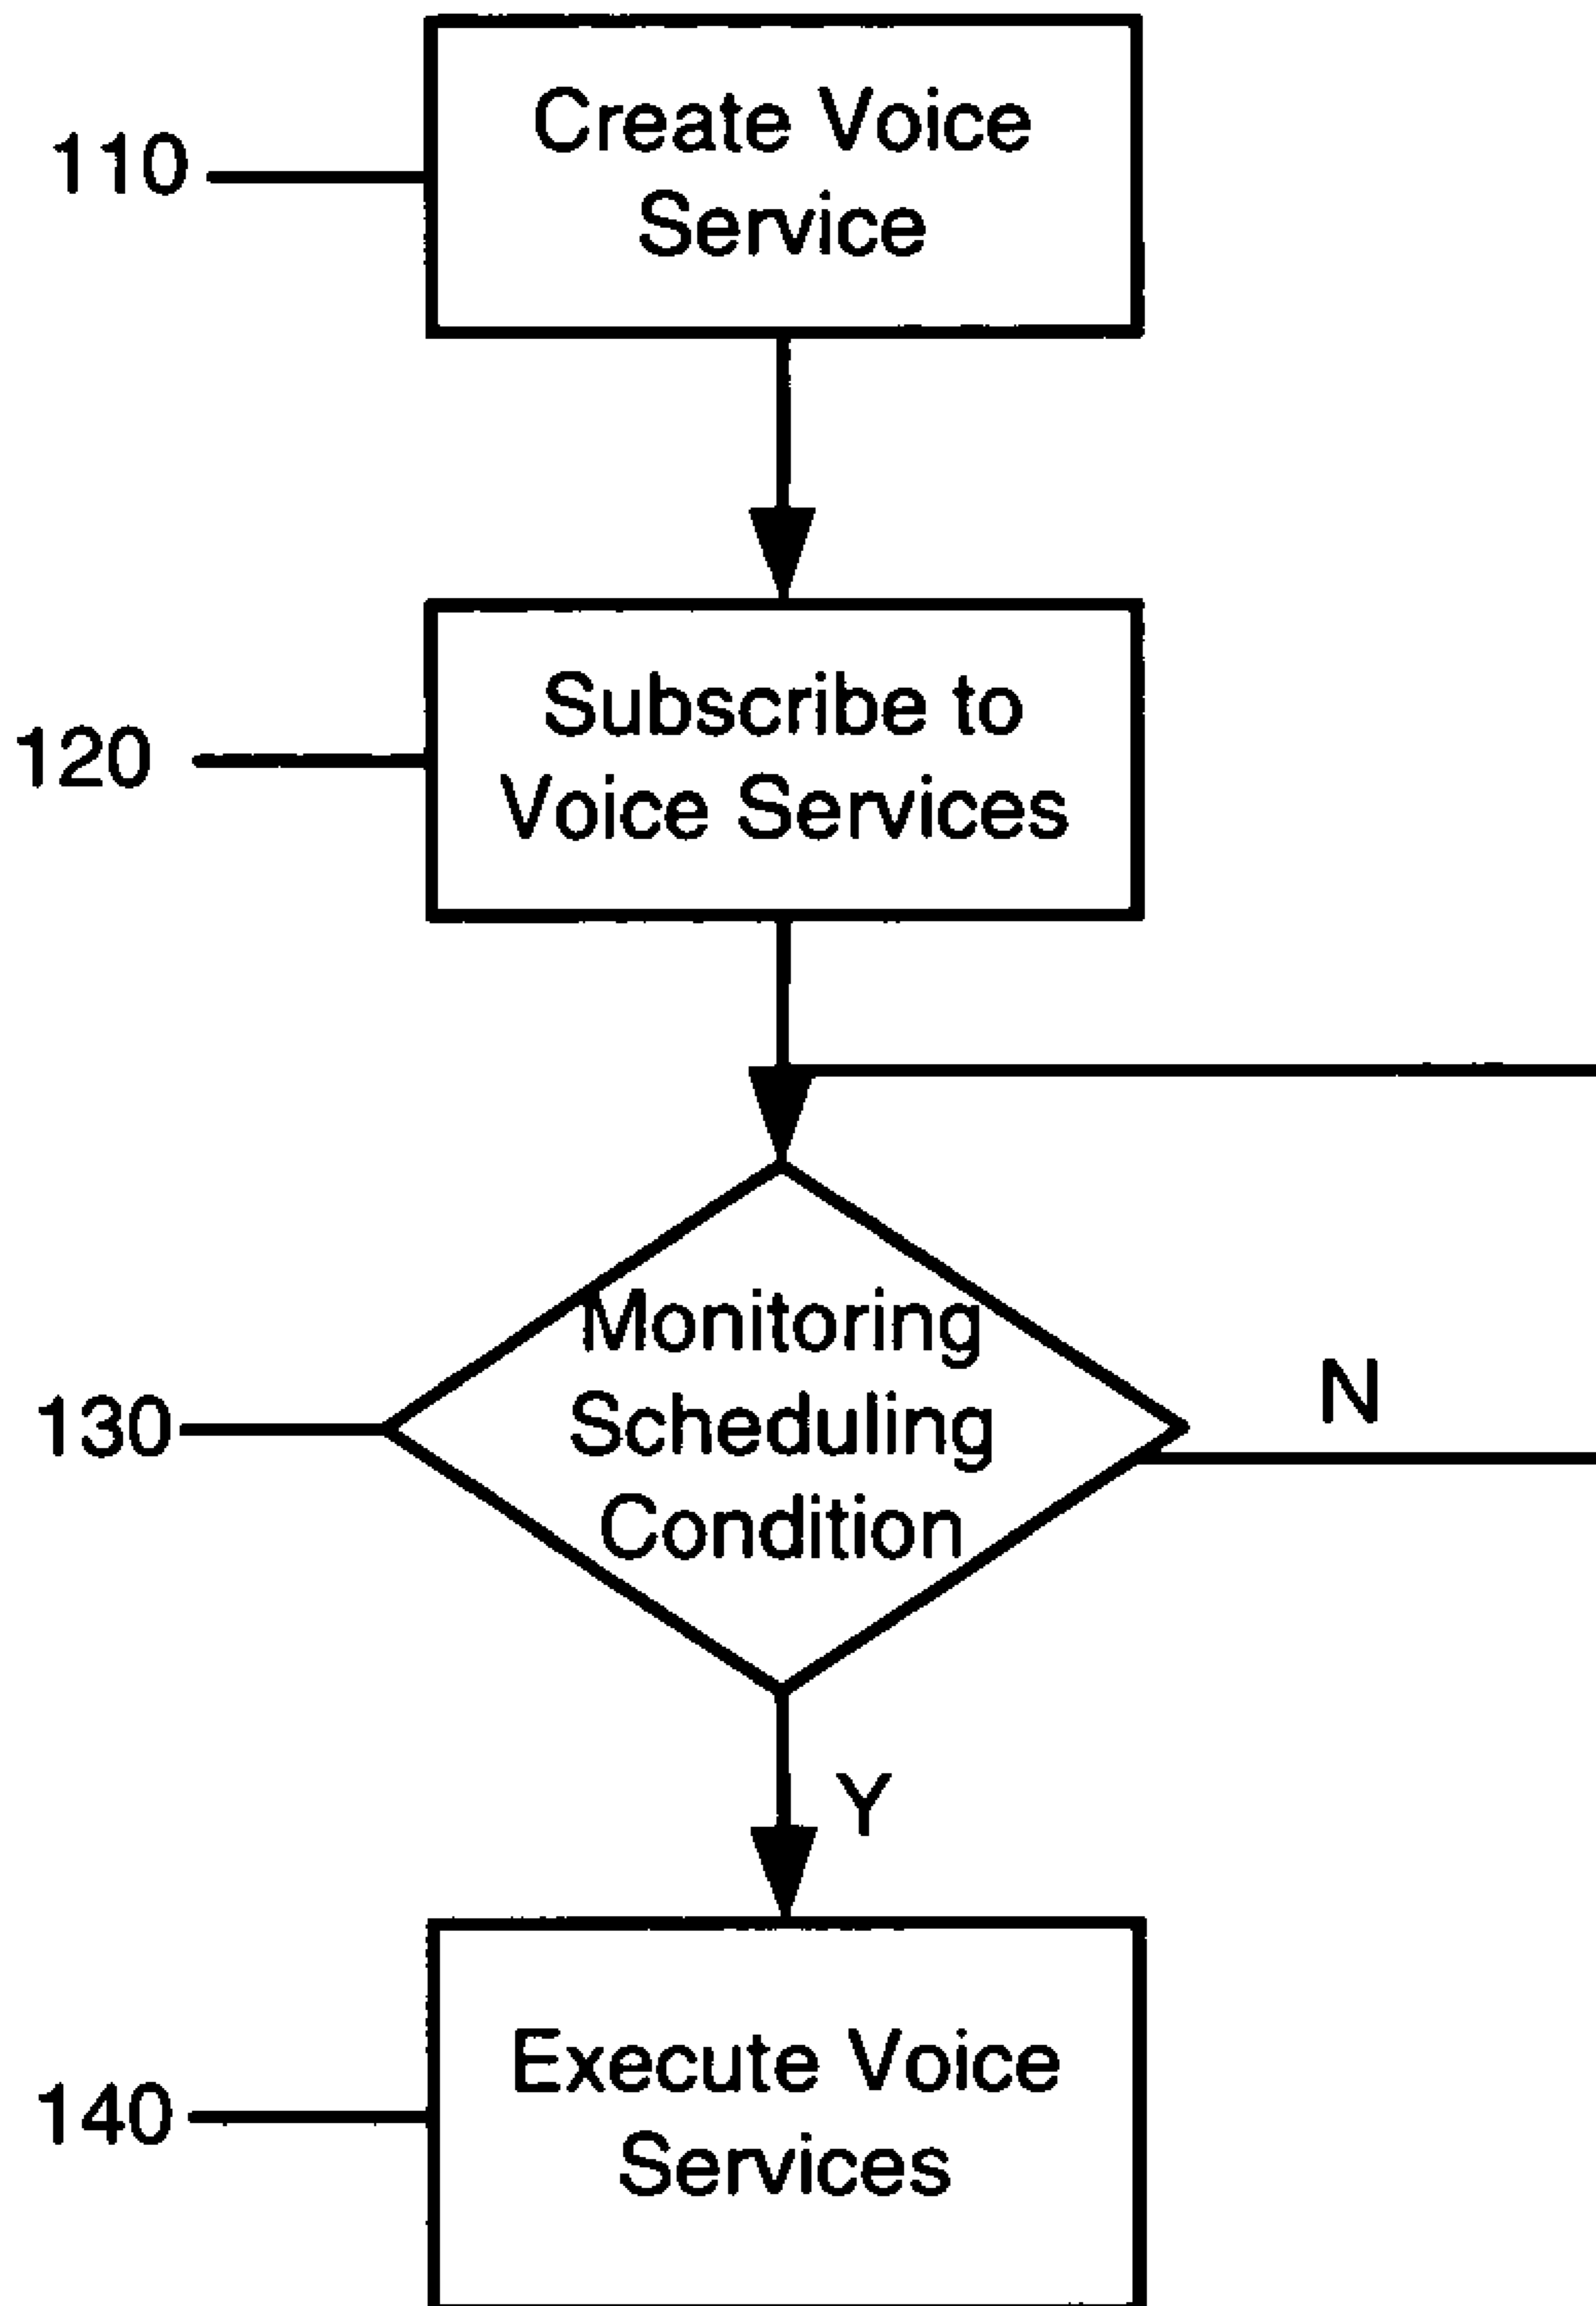 110
Create Voice
Service
120
Subscribe to
Voice Services
130
Monitoring
Scheduling
Condition
N
Y
140
Execute Voice
Services